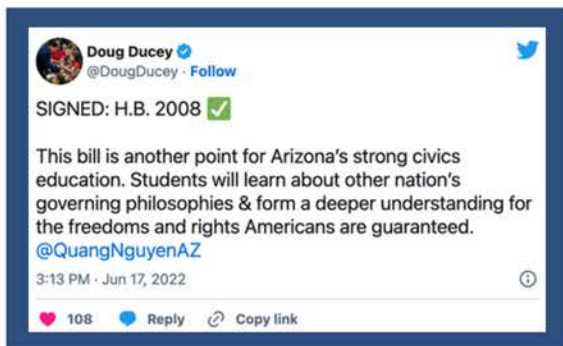 Doug Ducey
@DougDucey · Follow
SIGNED: H.B. 2008 ✅
This bill is another point for Arizona's strong civics
education. Students will learn about other nation's
governing philosophies & form a deeper understanding for
the freedoms and rights Americans are guaranteed.
@QuangNguyenAZ
3:13 PM · Jun 17, 2022
108 Reply Copy link